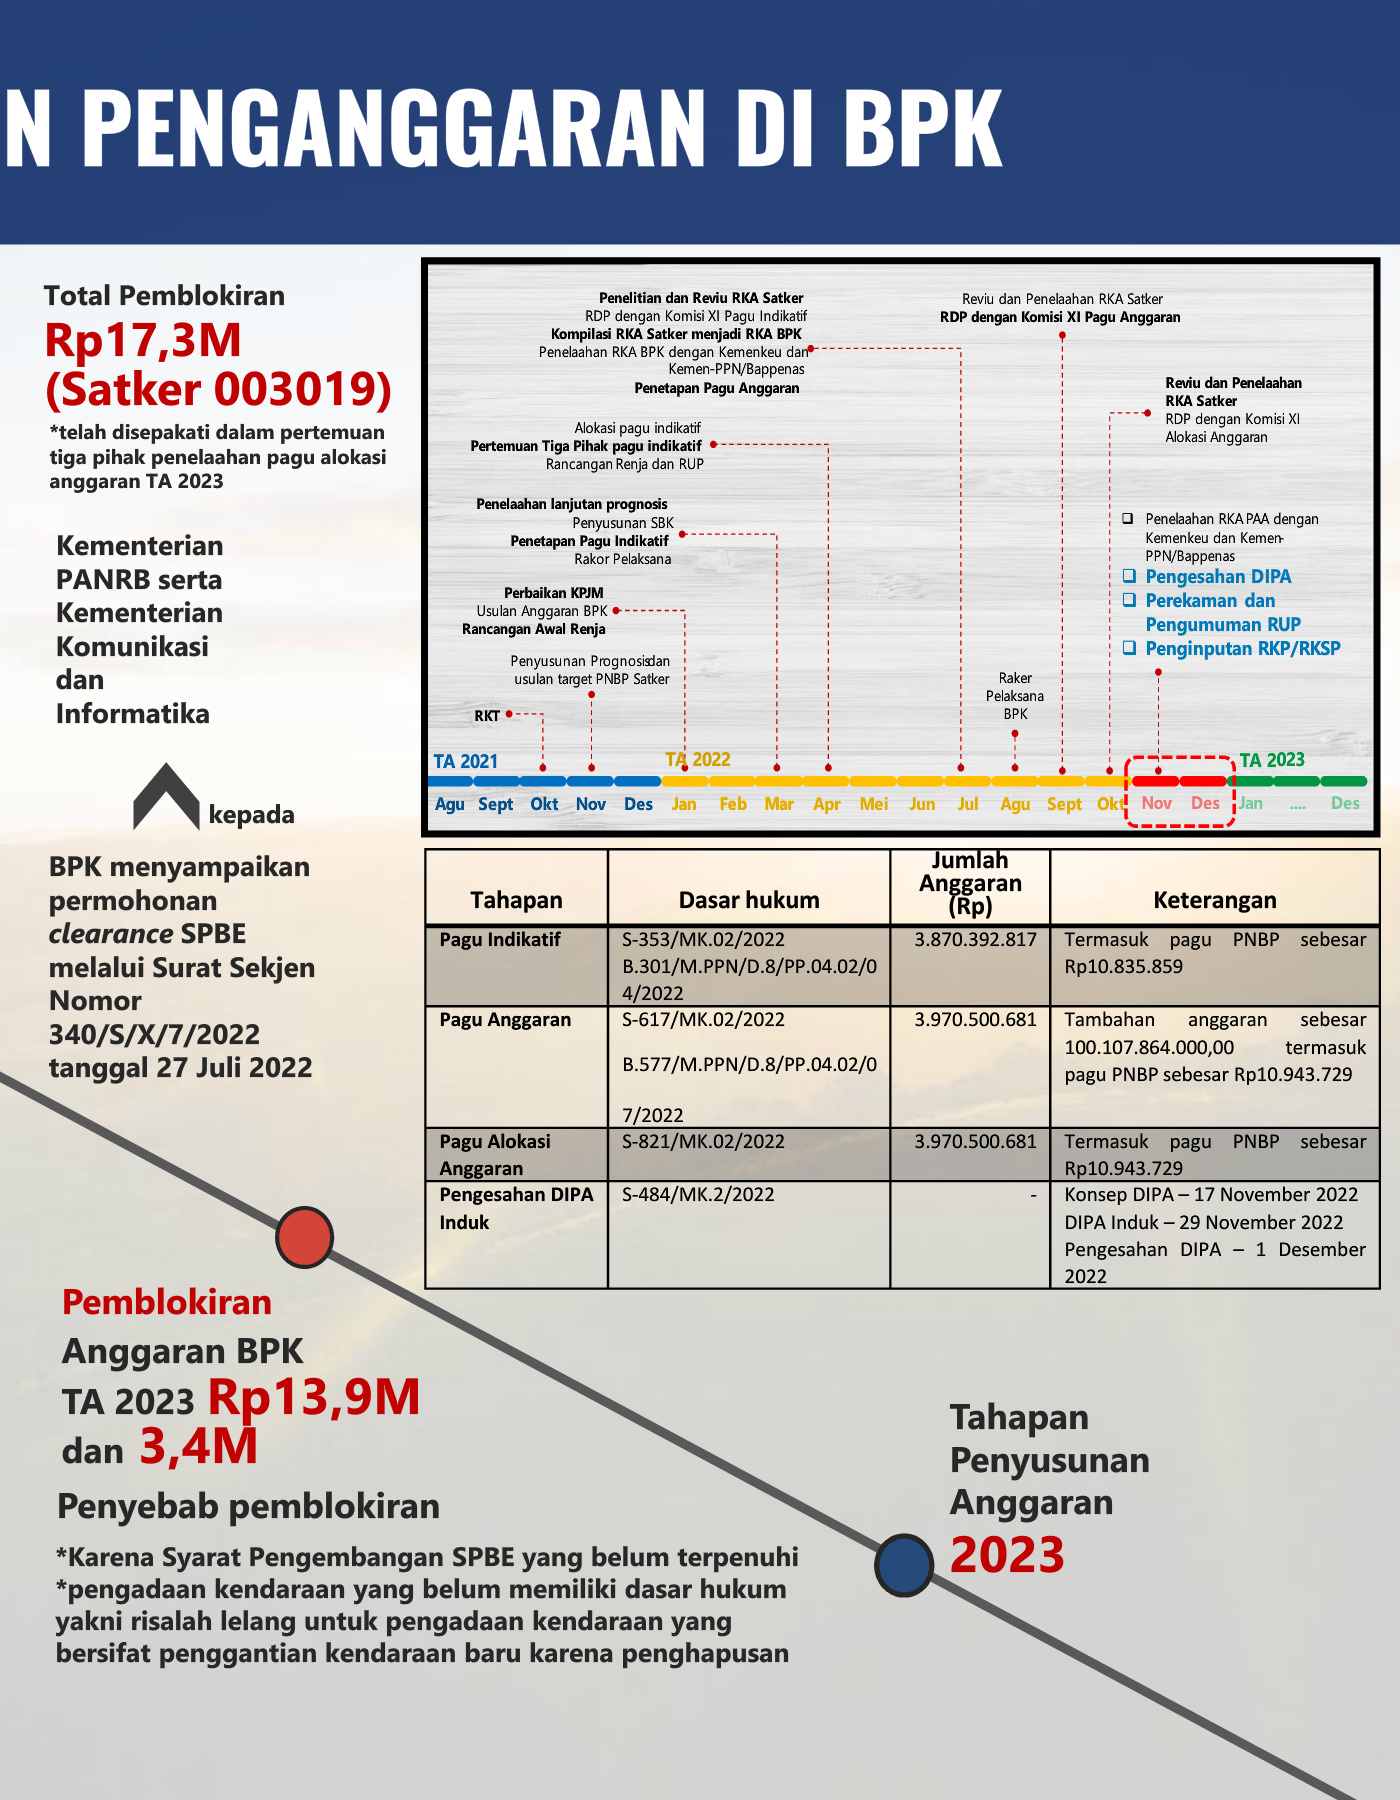 N PENGANGGARAN DI BPK
Total Pemblokiran
Rp17,3M
(Satker 003019)
*telah disepakati dalam pertemuan
tiga pihak penelaahan pagu alokasi
anggaran TA 2023
Kementerian
PANRB serta
Kementerian
Komunikasi
dan
Informatika
kepada
BPK menyampaikan
permohonan
clearance SPBE
melalui Surat Sekjen
Nomor
340/S/X/7/2022
tanggal 27 Juli 2022
Penelitian dan Reviu RKA Satker
RDP dengan Komisi XI Pagu Indikatif
Kompilasi RKA Satker menjadi RKA BPK
Penelaahan RKA BPK dengan Kemenkeu dan
Kemen-PPN/Bappenas
Penetapan Pagu Anggaran
Reviu dan Penelaahan RKA Satker
RDP dengan Komisi XI Pagu Anggaran
Reviu dan Penelaahan
RKA Satker
RDP dengan Komisi XI
Alokasi Anggaran
Alokasi pagu indikatif
Pertemuan Tiga Pihak pagu indikatif
Rancangan Renja dan RUP
Penelaahan lanjutan prognosis
Penyusunan SBK
Penetapan Pagu Indikatif
Rakor Pelaksana
❑ Penelaahan RKA PAA dengan
Kemenkeu dan Kemen-
PPN/Bappenas
❑ Pengesahan DIPA
❑ Perekaman dan
Pengumuman RUP
❑ Penginputan RKP/RKSP
Perbaikan KPJM
Usulan Anggaran BPK
Rancangan Awal Renja
Penyusunan Prognosis dan
usulan target PNBP Satker
RKT
Raker
Pelaksana
BPK
TA 2021 TA 2022 TA 2023
Agu Sept Okt Nov Des Jan Feb Mar Apr Mei Jun Jul Agu Sept Okt Nov Des Jan .... Des
Tahapan Dasar hukum Jumlah
Anggaran
(Rp) Keterangan
Pagu Indikatif S-353/MK.02/2022 3.870.392.817 Termasuk pagu PNBP sebesar
B.301/M.PPN/D.8/PP.04.02/0 Rp10.835.859
4/2022
Pagu Anggaran S-617/MK.02/2022 3.970.500.681 Tambahan anggaran sebesar
100.107.864.000,00 termasuk
B.577/M.PPN/D.8/PP.04.02/0 pagu PNBP sebesar Rp10.943.729
7/2022
Pagu Alokasi S-821/MK.02/2022 3.970.500.681 Termasuk pagu PNBP sebesar
Anggaran Rp10.943.729
Pengesahan DIPA S-484/MK.2/2022 - Konsep DIPA – 17 November 2022
Induk DIPA Induk – 29 November 2022
Pengesahan DIPA – 1 Desember
2022
Pemblokiran
Anggaran BPK
TA 2023 Rp13,9M
dan 3,4M
Penyebab pemblokiran
*Karena Syarat Pengembangan SPBE yang belum terpenuhi
*pengadaan kendaraan yang belum memiliki dasar hukum
yakni risalah lelang untuk pengadaan kendaraan yang
bersifat penggantian kendaraan baru karena penghapusan
Tahapan
Penyusunan
Anggaran
2023